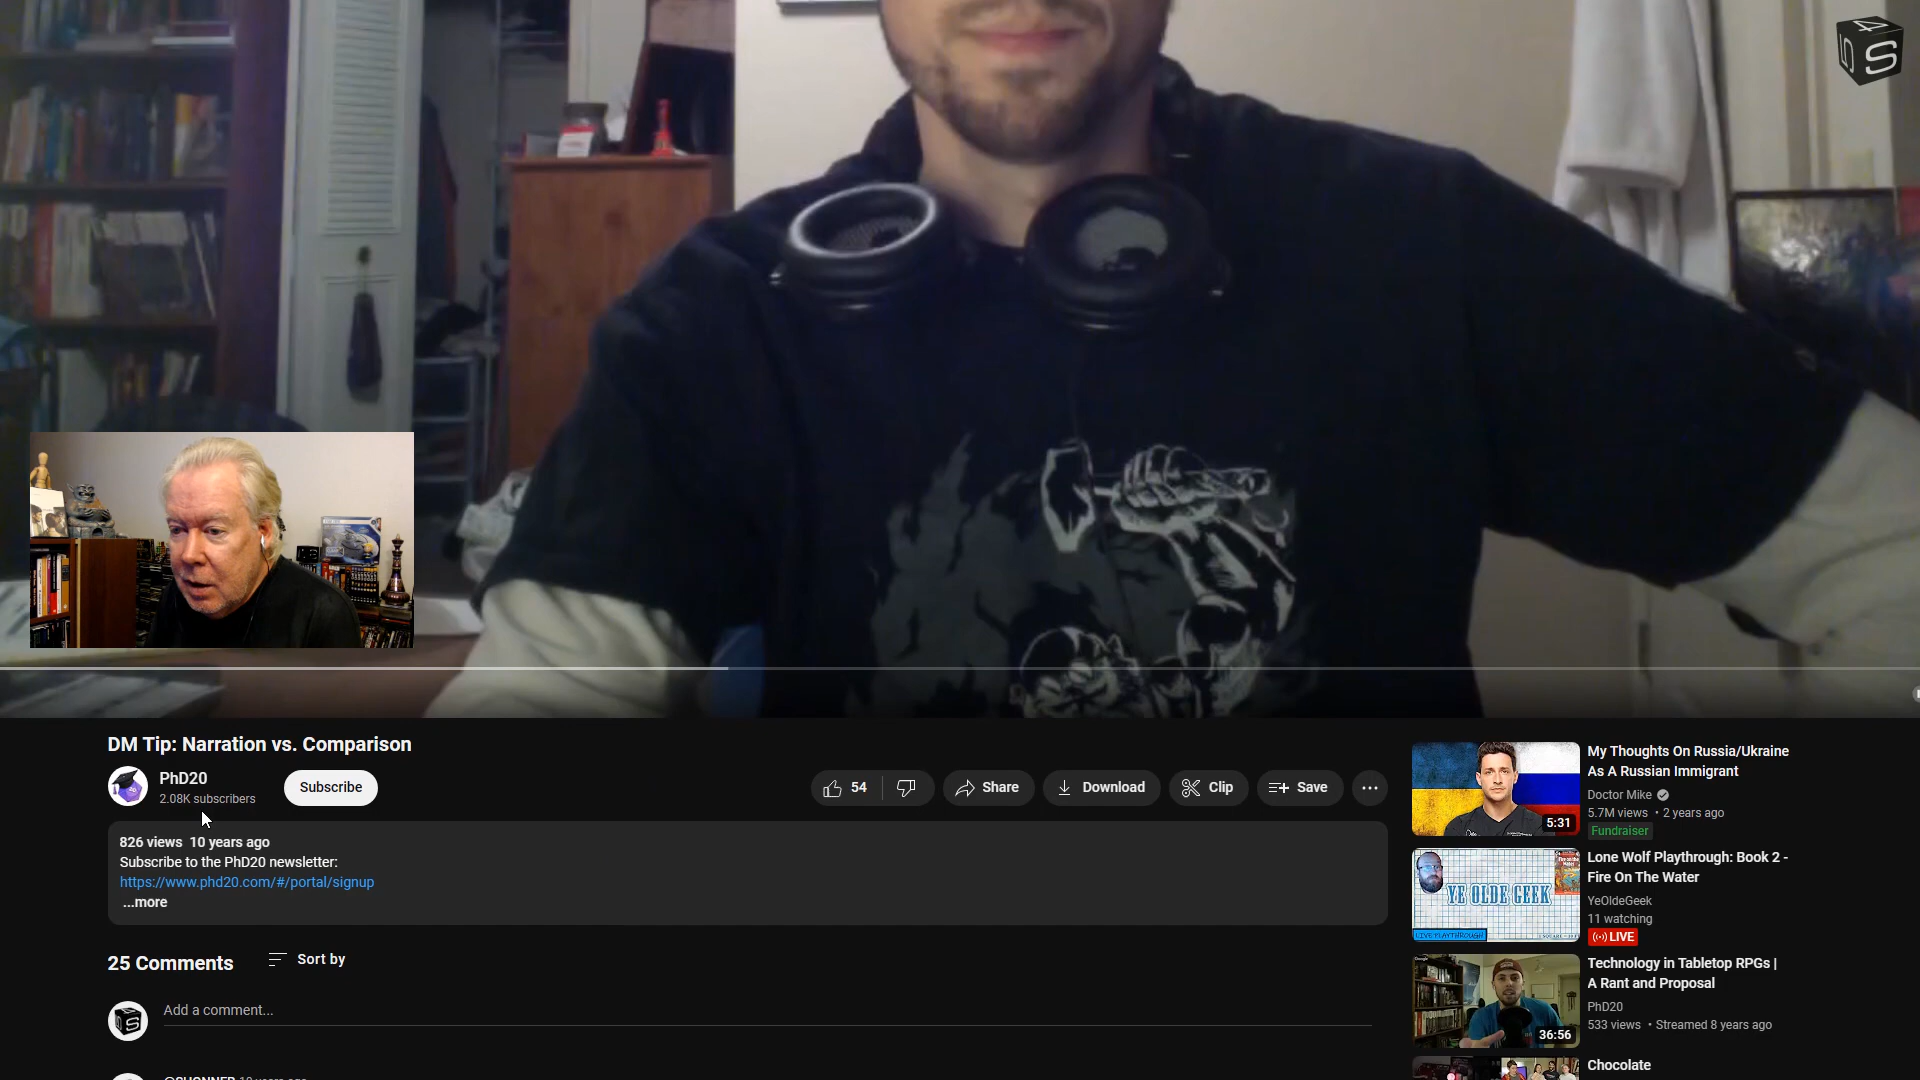 DM Tip: Narration vs. Comparison
PhD20
2.08K subscribers
Subscribe
54
Share
Download
Clip
Save
826 views 10 years ago
Subscribe to the PhD20 newsletter:
https://www.phd20.com/#/portal/signup
...more
25 Comments
Sort by
Add a comment...
My Thoughts On Russia/Ukraine
As A Russian Immigrant
Doctor Mike
5.7M views • 2 years ago
Fundraiser
5:31
Lone Wolf Playthrough: Book 2 -
Fire On The Water
YeOldeGeek
11 watching
LIVE
YE OLDE GEEK
LIVE PLAYTHROUGH
Technology in Tabletop RPGs |
A Rant and Proposal
PhD20
533 views • Streamed 8 years ago
36:56
Chocolate
S
4